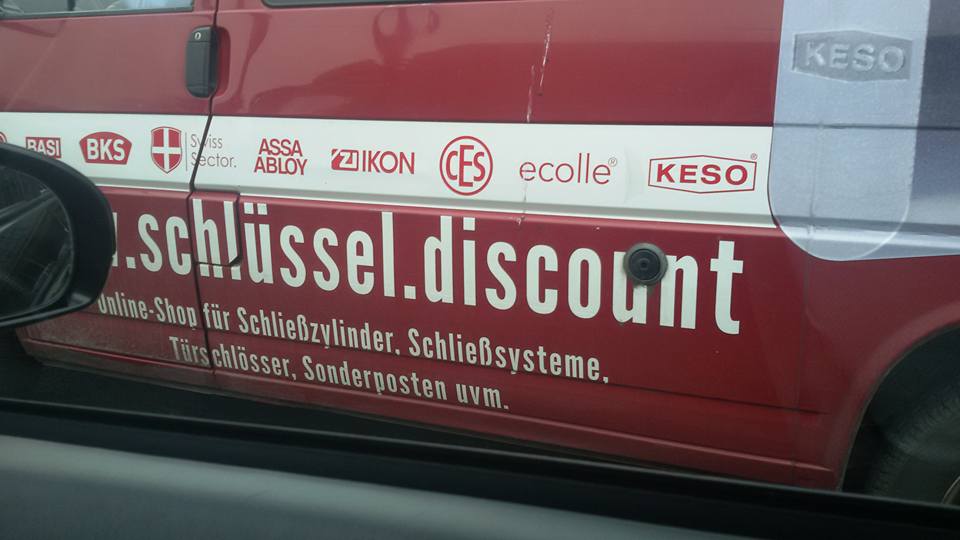 KESO
BASI BKS Swiss Sector. ASSA ABLOY IKON CES ecolle® KESO®
.schlüssel.discount
Online-Shop für Schließzylinder, Schließsysteme,
Türschlösser, Sonderposten uvm.